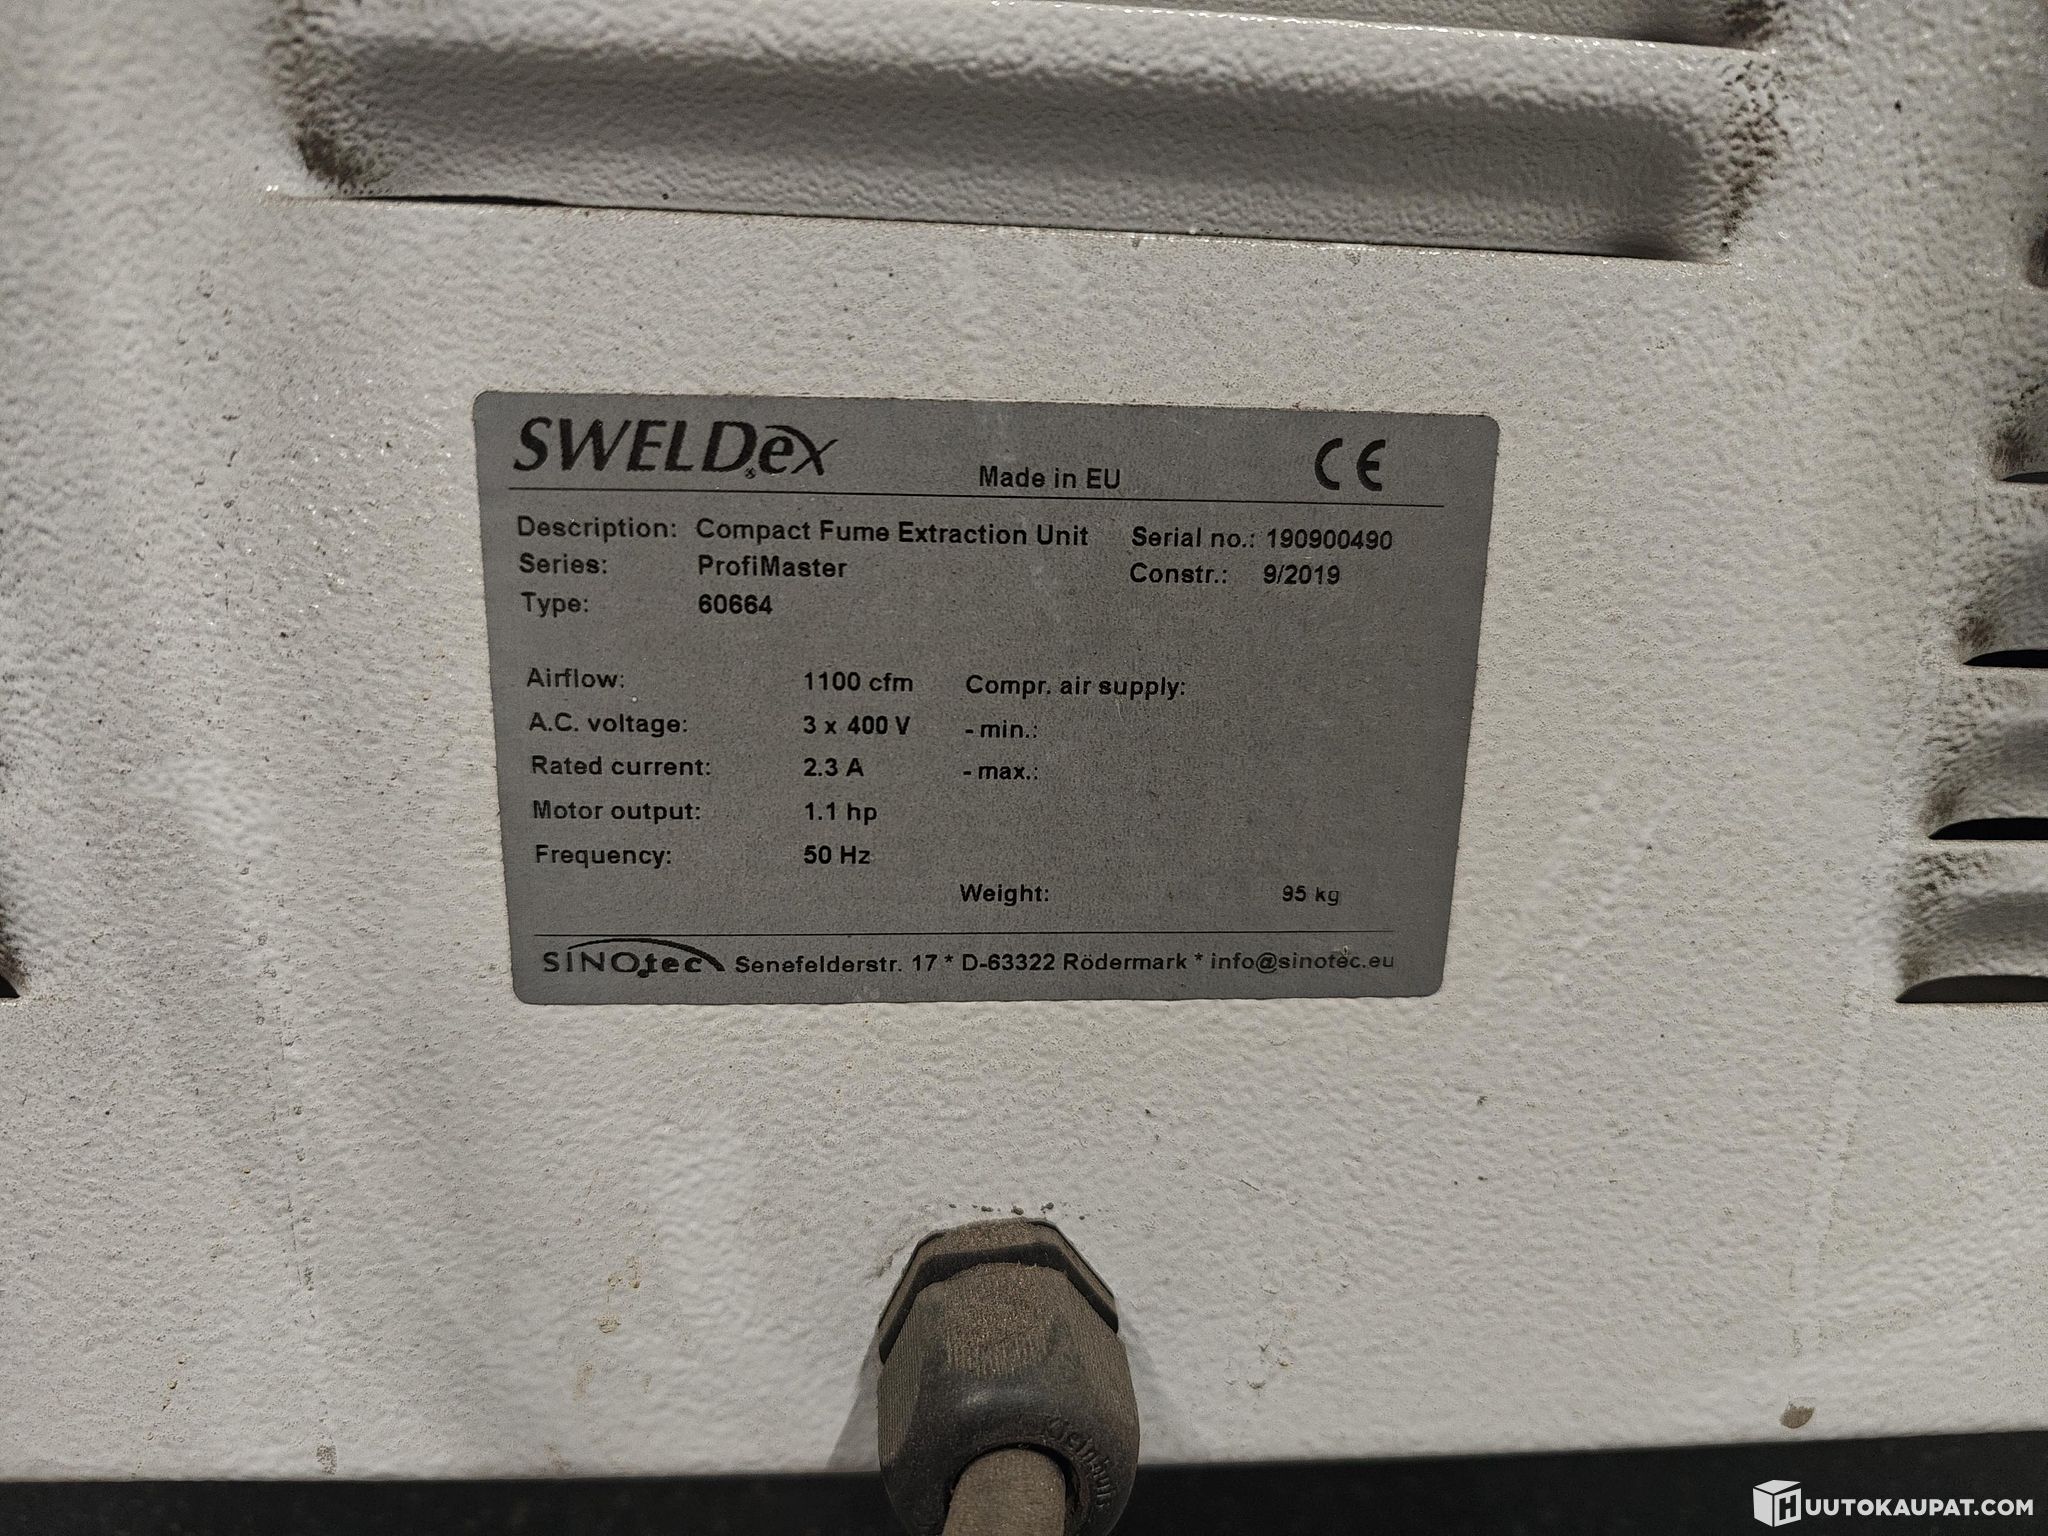 SWELDex
Made in EU
CE
Description: Compact Fume Extraction Unit Serial no.: 190900490
Series: ProfiMaster Constr.: 9/2019
Type: 60664
Airflow: 1100 cfm Compr. air supply:
A.C. voltage: 3 x 400 V - min.:
Rated current: 2.3 A - max.:
Motor output: 1.1 hp
Frequency: 50 Hz
Weight: 95 kg
SINOtec Senefelderstr. 17 * D-63322 Rödermark * info@sinotec.eu
HUUTOKAUPAT.COM